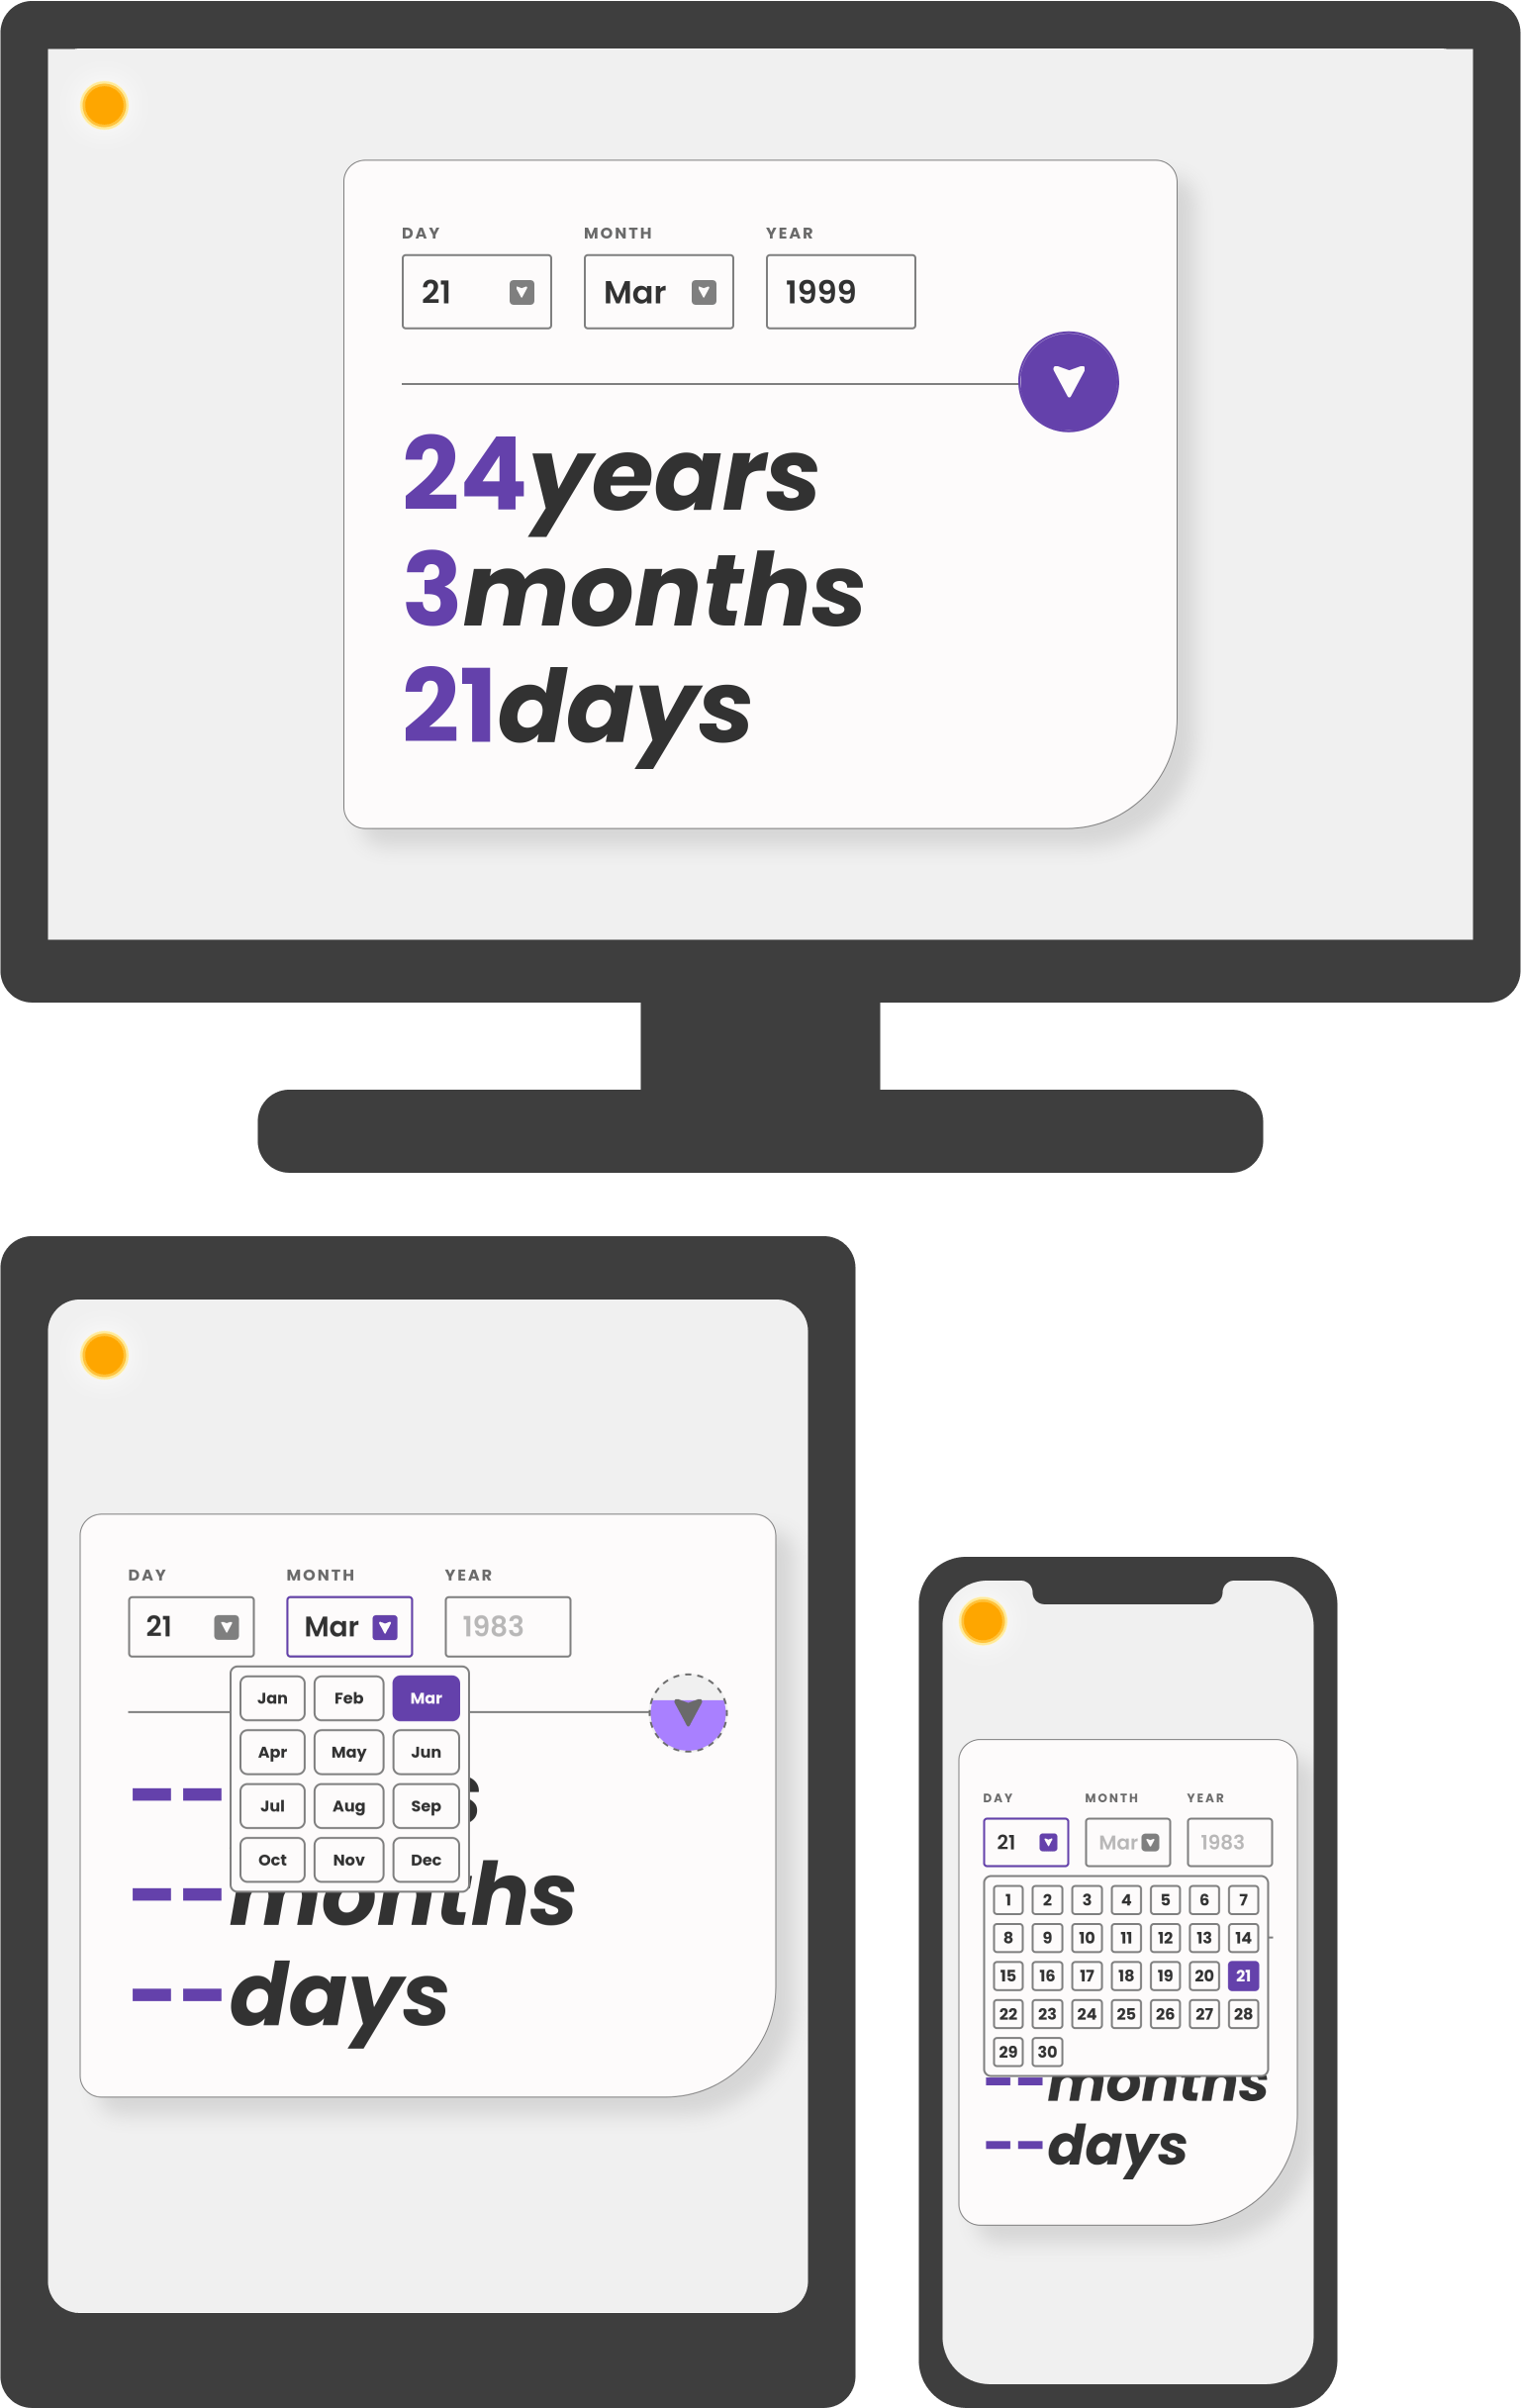 DAY MONTH YEAR
21 Mar 1999
24years
3months
21days
DAY MONTH YEAR
21 Mar 1983
Jan Feb Mar
Apr May Jun
Jul Aug Sep
Oct Nov Dec
--
--months
--days
DAY MONTH YEAR
21 Mar 1983
1 2 3 4 5 6 7
8 9 10 11 12 13 14
15 16 17 18 19 20 21
22 23 24 25 26 27 28
29 30
--months
--days